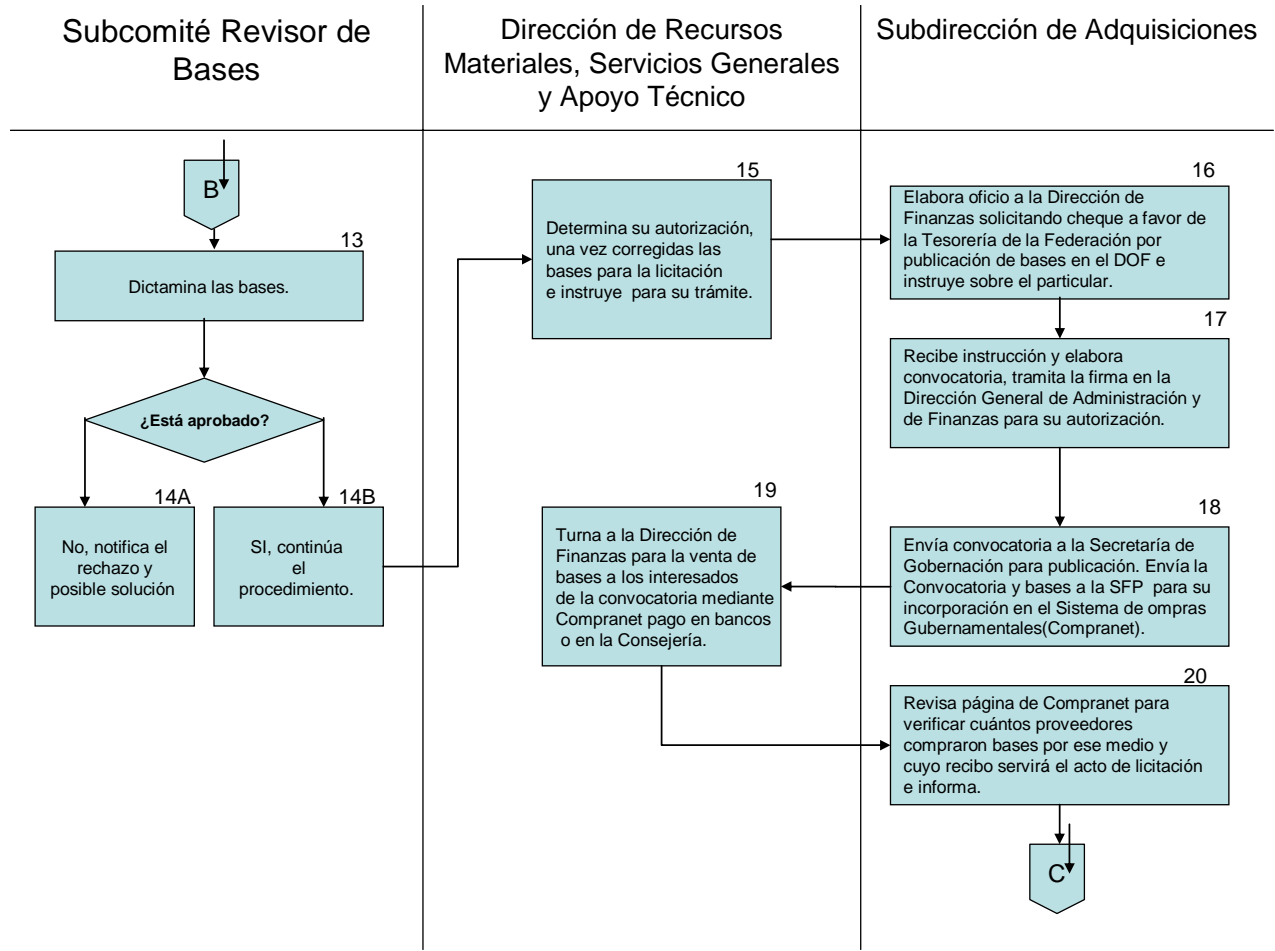 Subcomité Revisor de
Bases
Dirección de Recursos
Materiales, Servicios Generales
y Apoyo Técnico
Subdirección de Adquisiciones
B
13
Dictamina las bases.
¿Está aprobado?
14A
No, notifica el
rechazo y
posible solución
14B
SI, continúa
el
procedimiento.
15
Determina su autorización,
una vez corregidas las
bases para la licitación
e instruye para su trámite.
16
Elabora oficio a la Dirección de
Finanzas solicitando cheque a favor de
la Tesorería de la Federación por
publicación de bases en el DOF e
instruye sobre el particular.
17
Recibe instrucción y elabora
convocatoria, tramita la firma en la
Dirección General de Administración y
de Finanzas para su autorización.
18
Envía convocatoria a la Secretaría de
Gobernación para publicación. Envía la
Convocatoria y bases a la SFP para su
incorporación en el Sistema de ompras
Gubernamentales(Compranet).
19
Turna a la Dirección de
Finanzas para la venta de
bases a los interesados
de la convocatoria mediante
Compranet pago en bancos
o en la Consejería.
20
Revisa página de Compranet para
verificar cuántos proveedores
compraron bases por ese medio y
cuyo recibo servirá el acto de licitación
e informa.
C